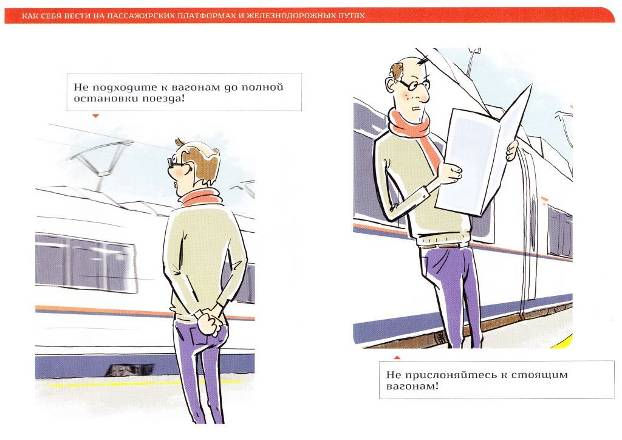 КАК СЕБЯ ВЕСТИ НА ПАССАЖИРСКИХ ПЛАТФОРМАХ И ЖЕЛЕЗНОДОРОЖНЫХ ПУТЯХ
Не подходите к вагонам до полной
остановки поезда!
Не прислоняйтесь к стоящим
вагонам!